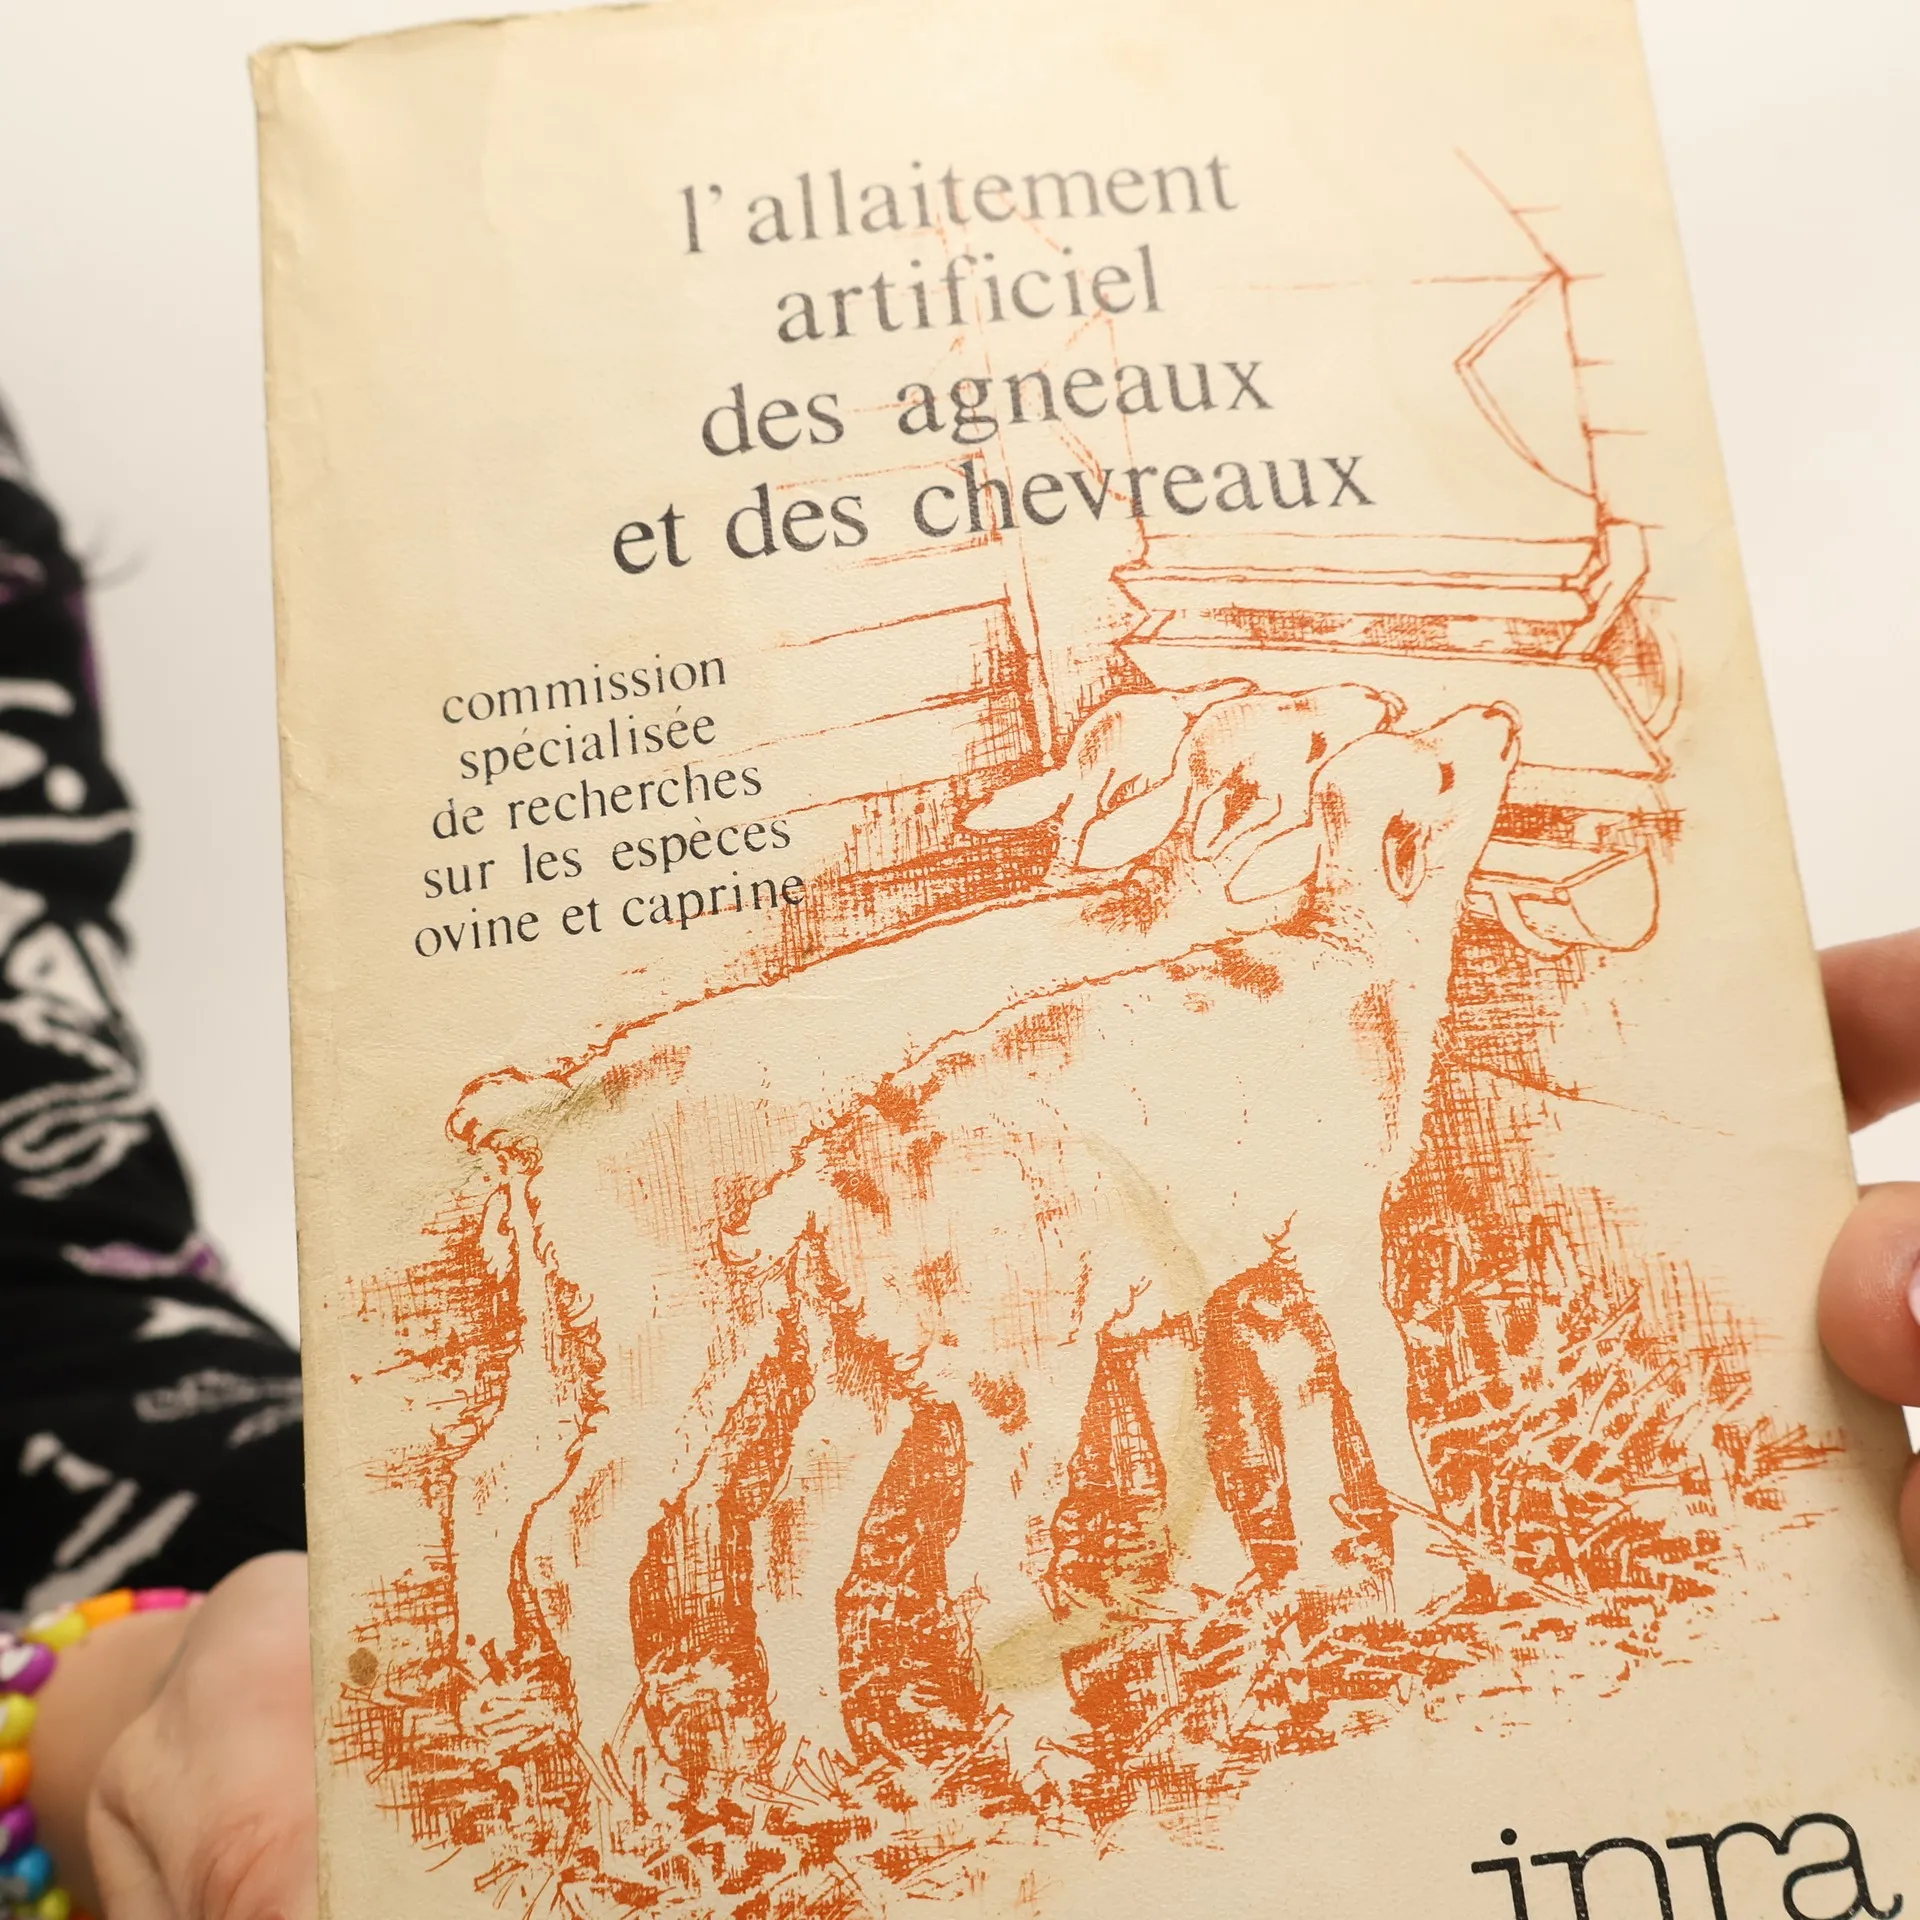 l'allaitement
artificiel
des agneaux
et des chevreaux
commission
spécialisée
de recherches
sur les espèces
ovine et caprine
inra